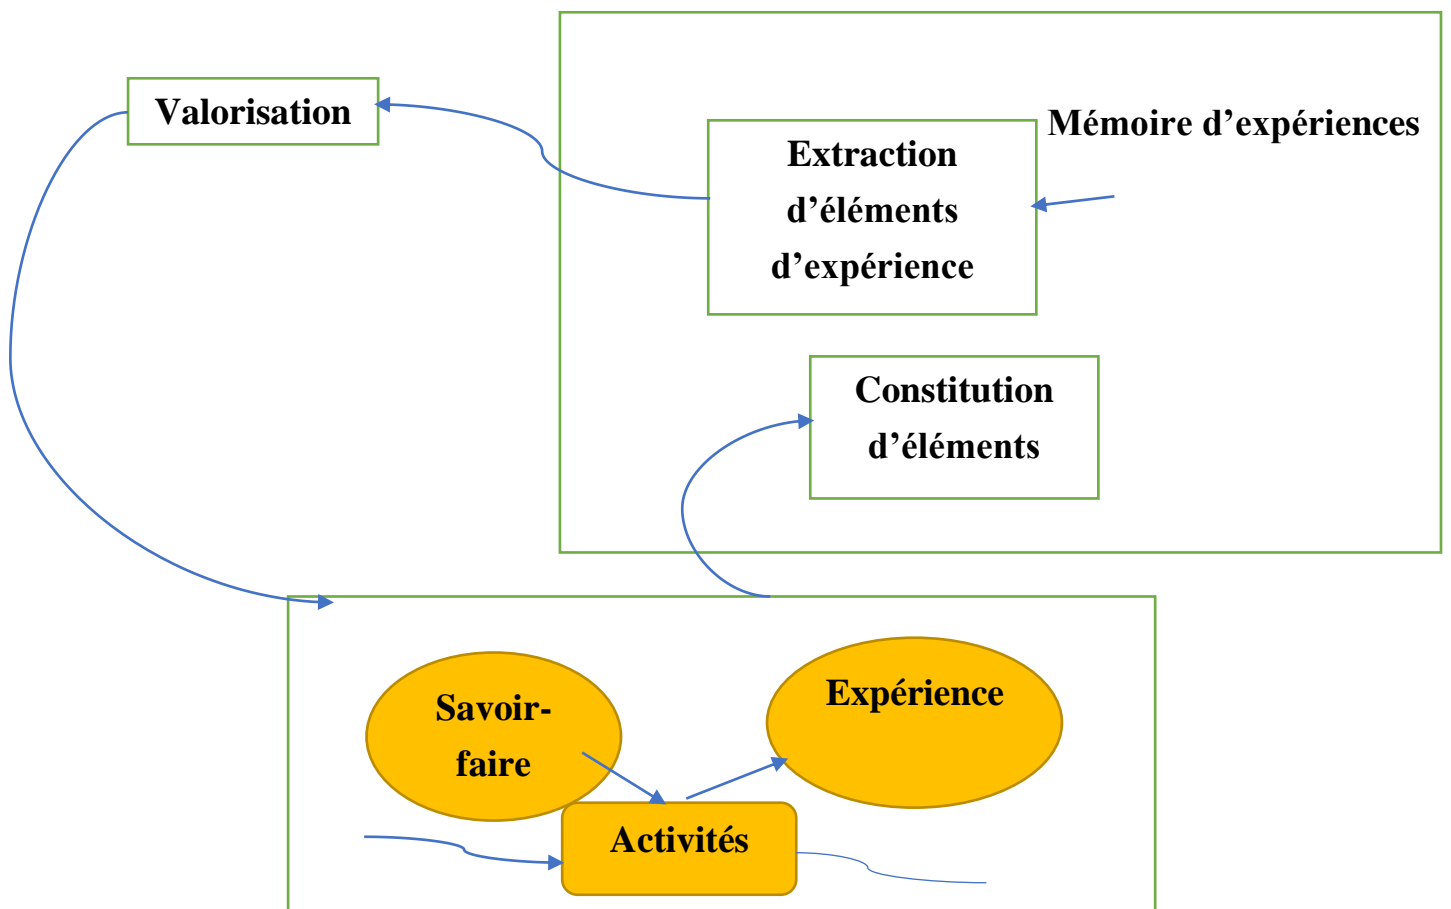 Valorisation
Mémoire d’expériences
Extraction
d’éléments
d’expérience
Constitution
d’éléments
Savoir-
faire
Expérience
Activités